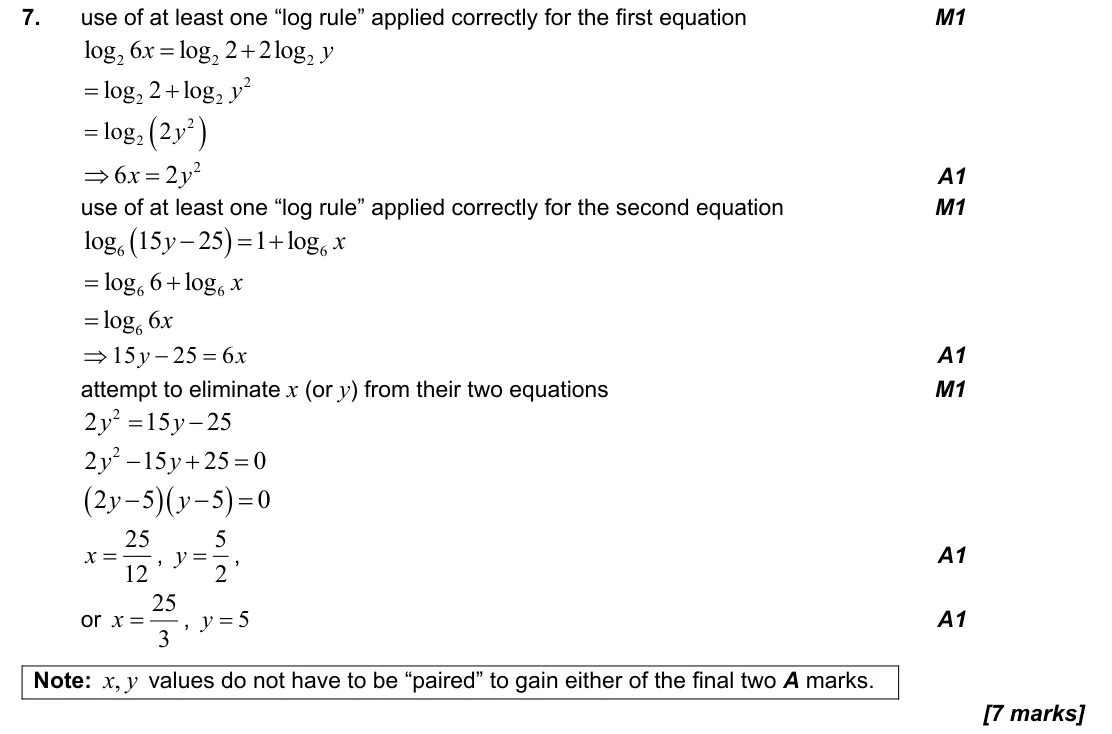 7. use of at least one “log rule” applied correctly for the first equation M1
log₂ 6x = log₂ 2 + 2 log₂ y
= log₂ 2 + log₂ y²
= log₂ (2y²)
⇒ 6x = 2y² A1
use of at least one “log rule” applied correctly for the second equation M1
log₆ (15y − 25) = 1 + log₆ x
= log₆ 6 + log₆ x
= log₆ 6x
⇒ 15y − 25 = 6x A1
attempt to eliminate x (or y) from their two equations M1
2y² = 15y − 25
2y² − 15y + 25 = 0
(2y − 5)(y − 5) = 0
x = 25/12 , y = 5/2 , A1
or x = 25/3 , y = 5 A1
Note: x, y values do not have to be “paired” to gain either of the final two A marks.
[7 marks]